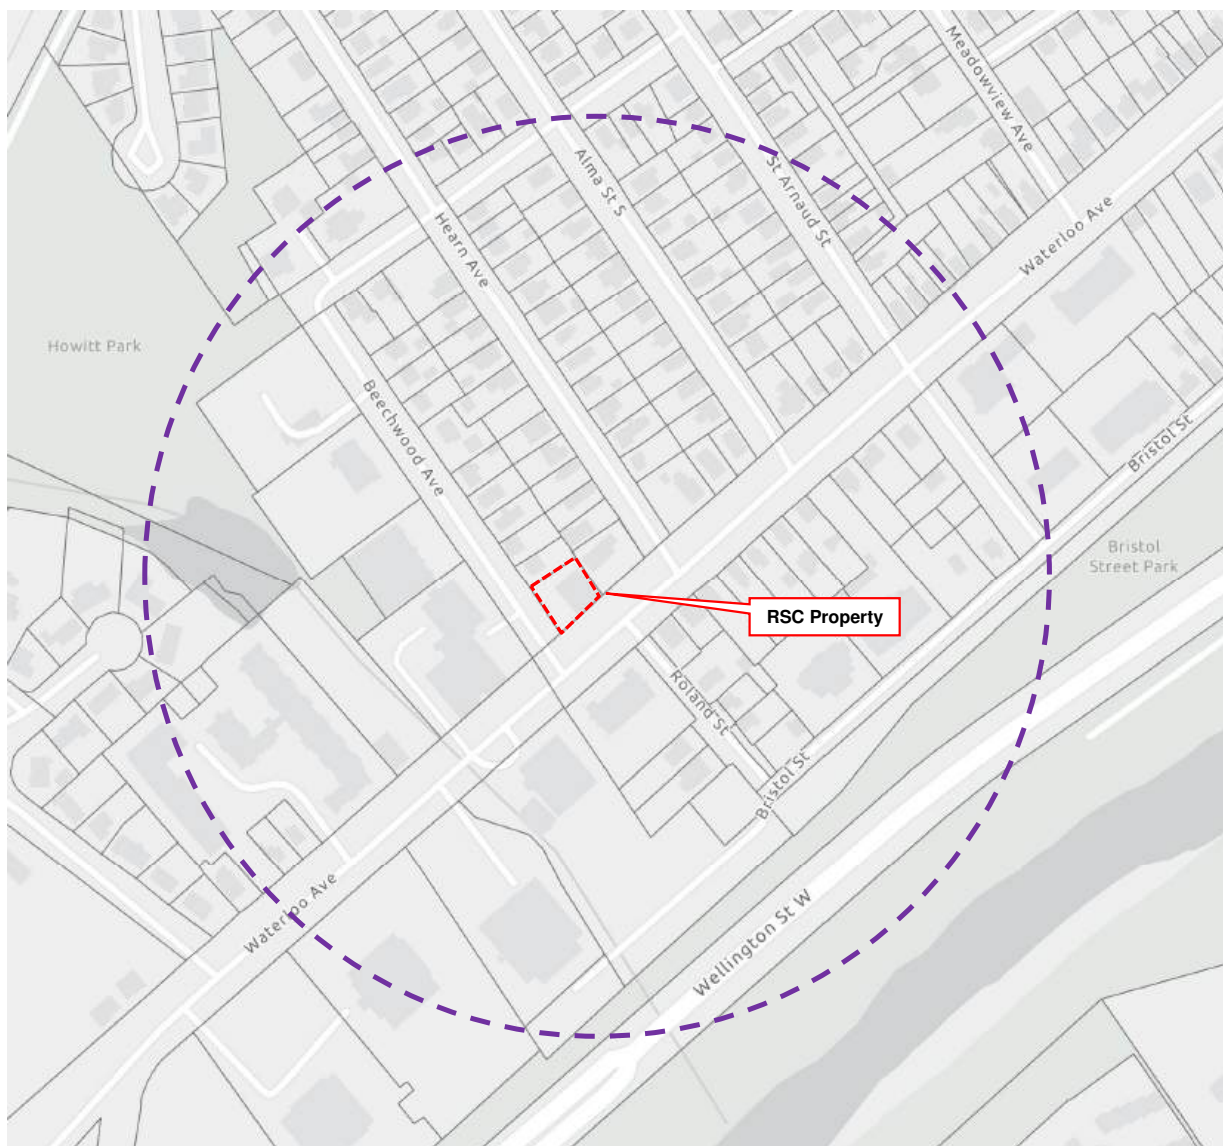 Meadowview Ave
Alma St S
St Arnaud St
Hearn Ave
Waterloo Ave
Howitt Park
Beechwood Ave
Bristol St
Bristol
Street Park
RSC Property
Roland St
Bristol St
Waterloo Ave
Wellington St W